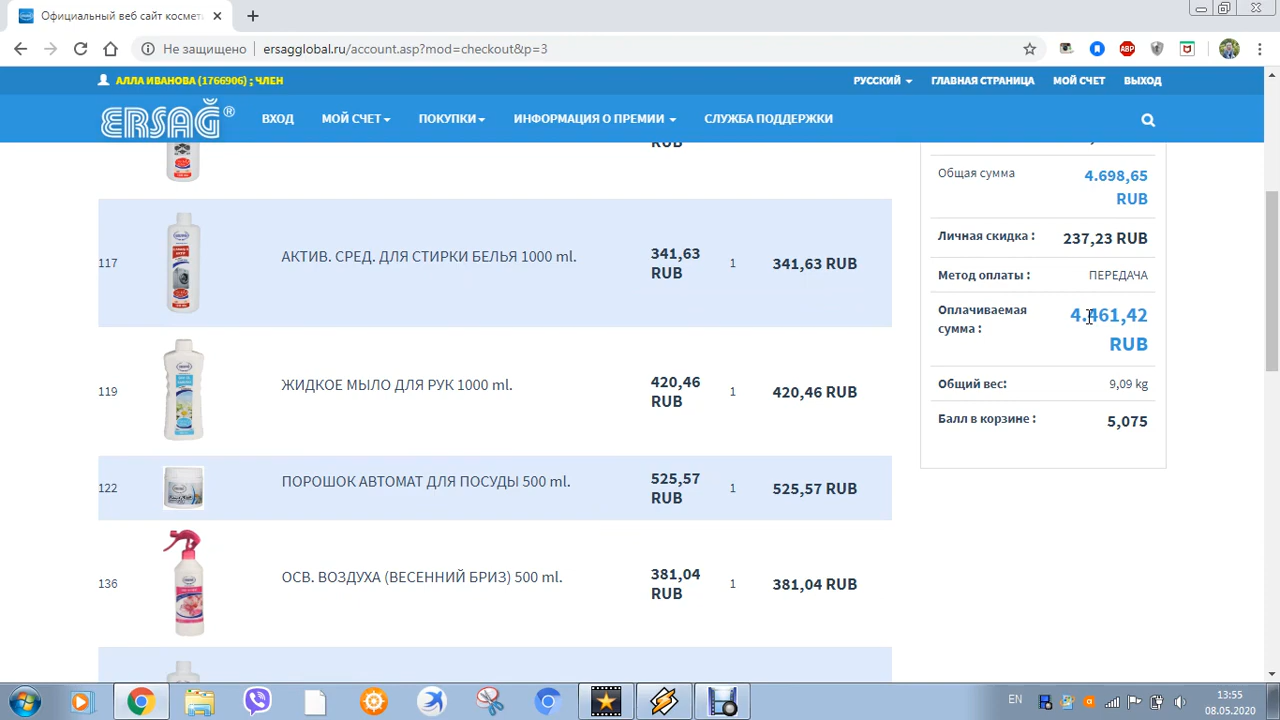 Официальный веб сайт космет
Не защищено
ersagglobal.ru/account.asp?mod=checkout&p=3
ABP
АЛЛА ИВАНОВА (1766906) ; ЧЛЕН
РУССКИЙ
ГЛАВНАЯ СТРАНИЦА
МОЙ СЧЕТ
ВЫХОД
ERSAĞ®
ВХОД
МОЙ СЧЕТ
ПОКУПКИ
ИНФОРМАЦИЯ О ПРЕМИИ
СЛУЖБА ПОДДЕРЖКИ
RUB
117
АКТИВ. СРЕД. ДЛЯ СТИРКИ БЕЛЬЯ 1000 ml.
341,63
RUB
1
341,63 RUB
119
ЖИДКОЕ МЫЛО ДЛЯ РУК 1000 ml.
420,46
RUB
1
420,46 RUB
122
ПОРОШОК АВТОМАТ ДЛЯ ПОСУДЫ 500 ml.
525,57
RUB
1
525,57 RUB
136
ОСВ. ВОЗДУХА (ВЕСЕННИЙ БРИЗ) 500 ml.
381,04
RUB
1
381,04 RUB
Общая сумма
4.698,65
RUB
Личная скидка :
237,23 RUB
Метод оплаты :
ПЕРЕДАЧА
Оплачиваемая
сумма :
4.461,42
RUB
Общий вес:
9,09 kg
Балл в корзине :
5,075
EN
13:55
08.05.2020